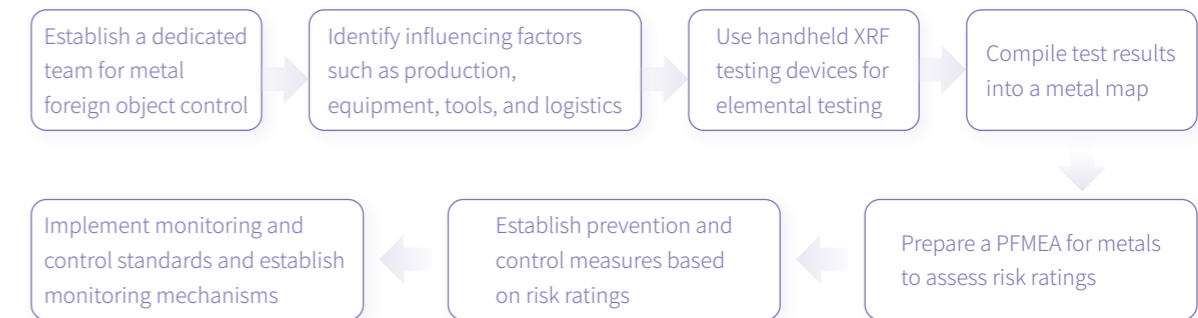 Establish a dedicated
team for metal
foreign object control
Identify influencing factors
such as production,
equipment, tools, and logistics
Use handheld XRF
testing devices for
elemental testing
Compile test results
into a metal map
Prepare a PFMEA for metals
to assess risk ratings
Establish prevention and
control measures based
on risk ratings
Implement monitoring and
control standards and establish
monitoring mechanisms